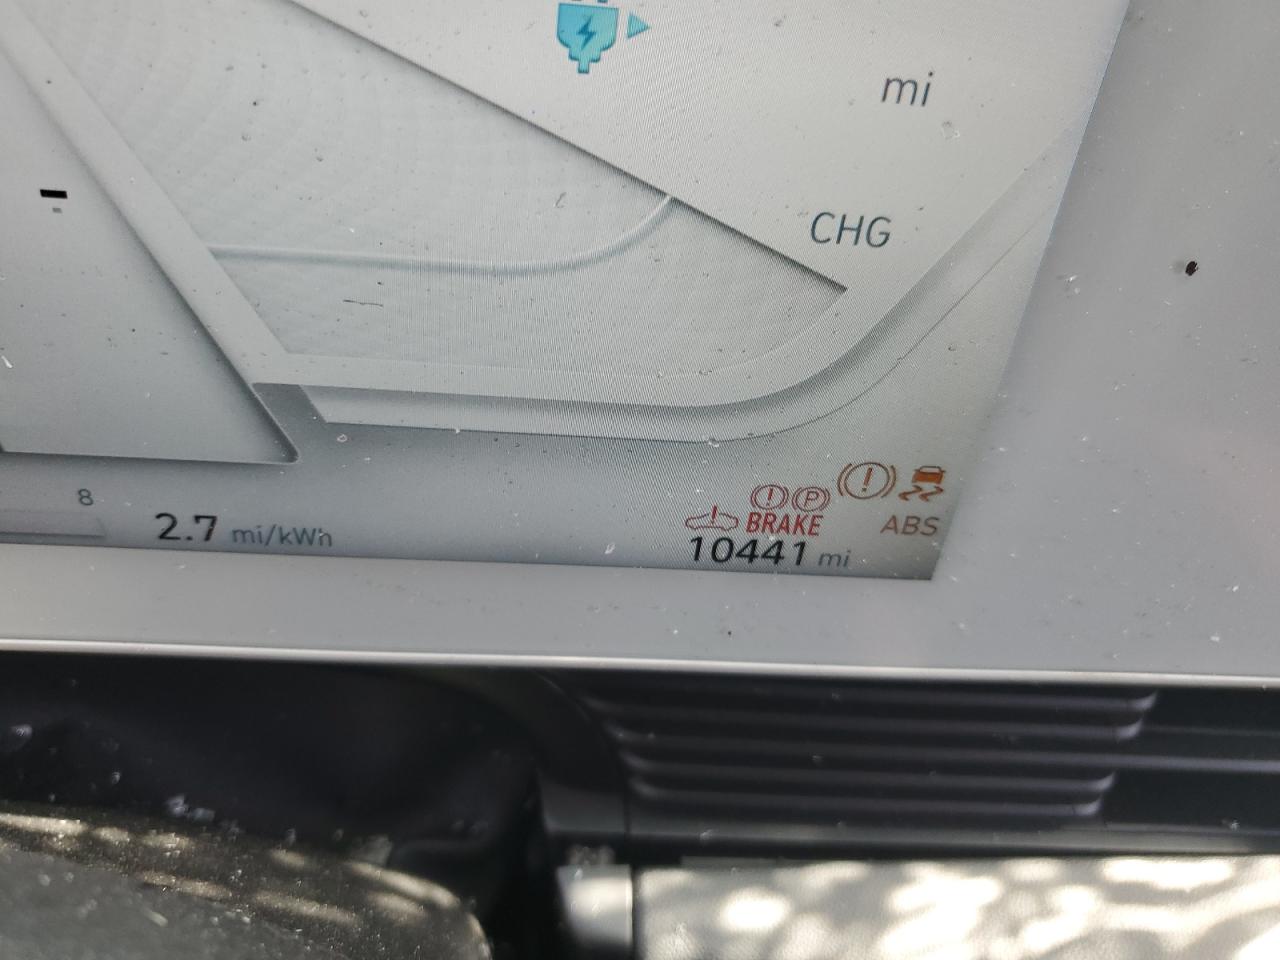 mi
CHG
8
2.7 mi/kWh
! P !
BRAKE ABS
10441 mi